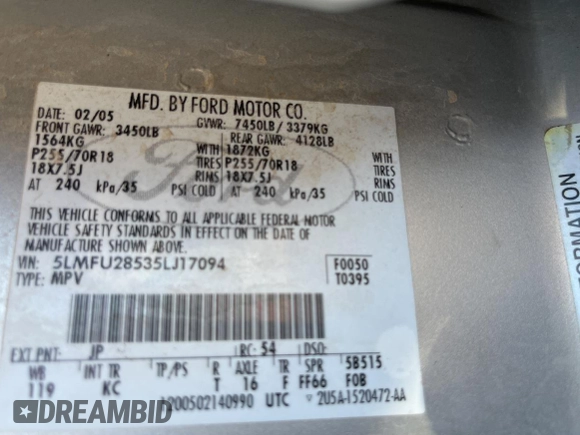 MFD. BY FORD MOTOR CO.
DATE: 02/05 GVWR: 7450LB / 3379KG
FRONT GAWR: 3450LB REAR GAWR: 4128LB
1564KG WITH 1872KG WITH
P255/70R18 TIRES P255/70R18 TIRES
18X7.5J RIMS 18X7.5J RIMS
AT 240 kPa/35 PSI COLD AT 240 kPa/35 PSI COLD
Ford
THIS VEHICLE CONFORMS TO ALL APPLICABLE FEDERAL MOTOR
VEHICLE SAFETY STANDARDS IN EFFECT ON THE DATE OF
MANUFACTURE SHOWN ABOVE.
VIN: 5LMFU28535LJ17094 F0050
TYPE: MPV T0395
EXT PNT: JP RC: 54 DSO:
WB INT TR TP/PS R AXLE TR SPR 5B515
119 KC T 16 F FF66 FOB
1200502140990 UTC 2U5A-1520472-AA
ORMATION
DREAMBID